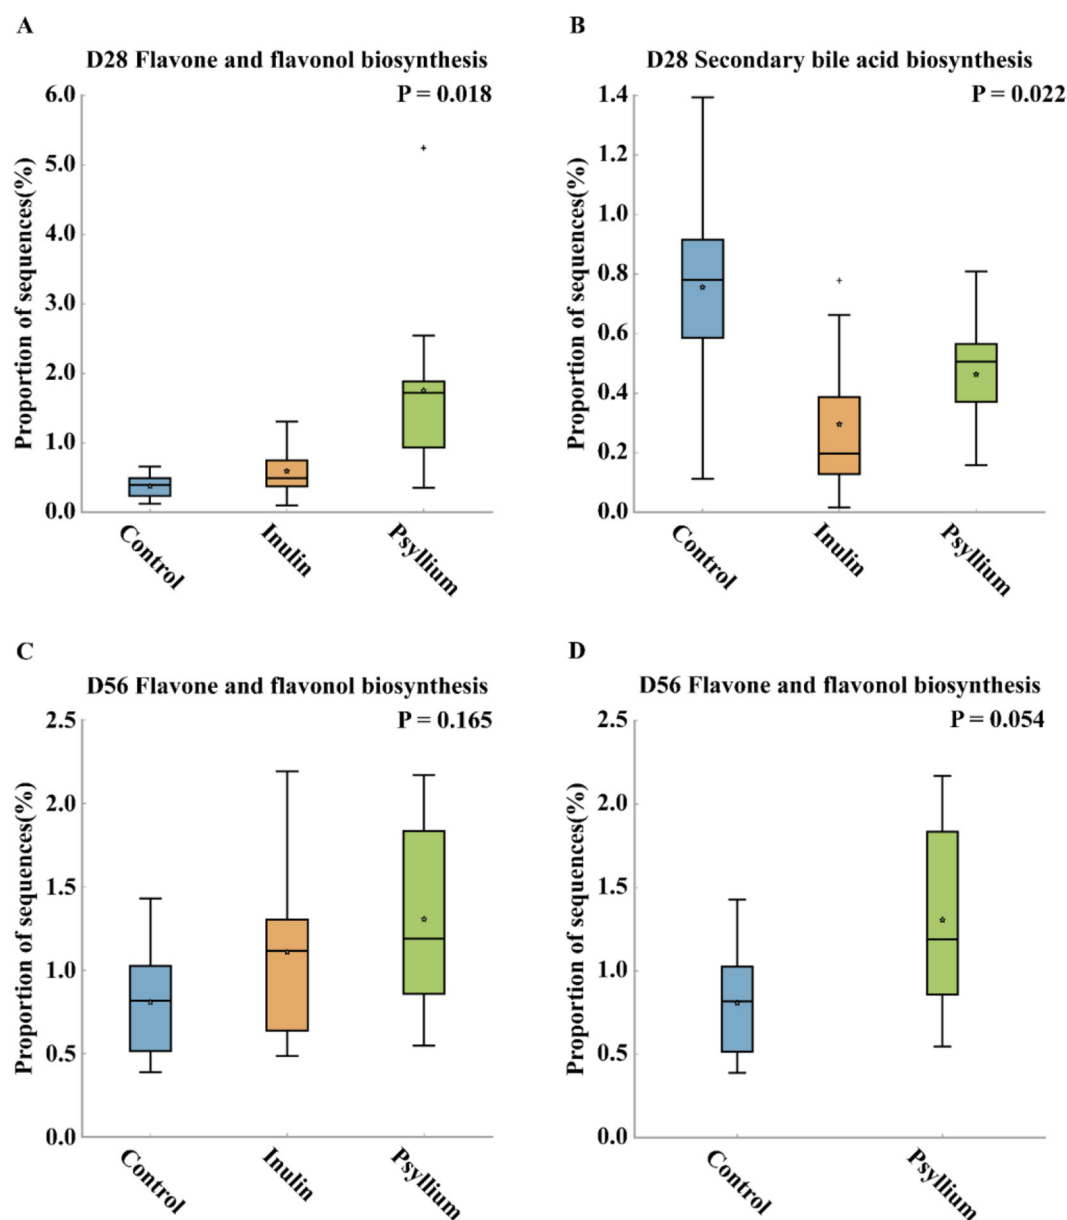 A
D28 Flavone and flavonol biosynthesis
P = 0.018
Proportion of sequences(%)
6.0
5.0
4.0
3.0
2.0
1.0
0.0
Control
Inulin
Psyllium
B
D28 Secondary bile acid biosynthesis
P = 0.022
Proportion of sequences(%)
1.4
1.2
1.0
0.8
0.6
0.4
0.2
0.0
Control
Inulin
Psyllium
C
D56 Flavone and flavonol biosynthesis
P = 0.165
Proportion of sequences(%)
2.5
2.0
1.5
1.0
0.5
0.0
Control
Inulin
Psyllium
D
D56 Flavone and flavonol biosynthesis
P = 0.054
Proportion of sequences(%)
2.5
2.0
1.5
1.0
0.5
0.0
Control
Psyllium